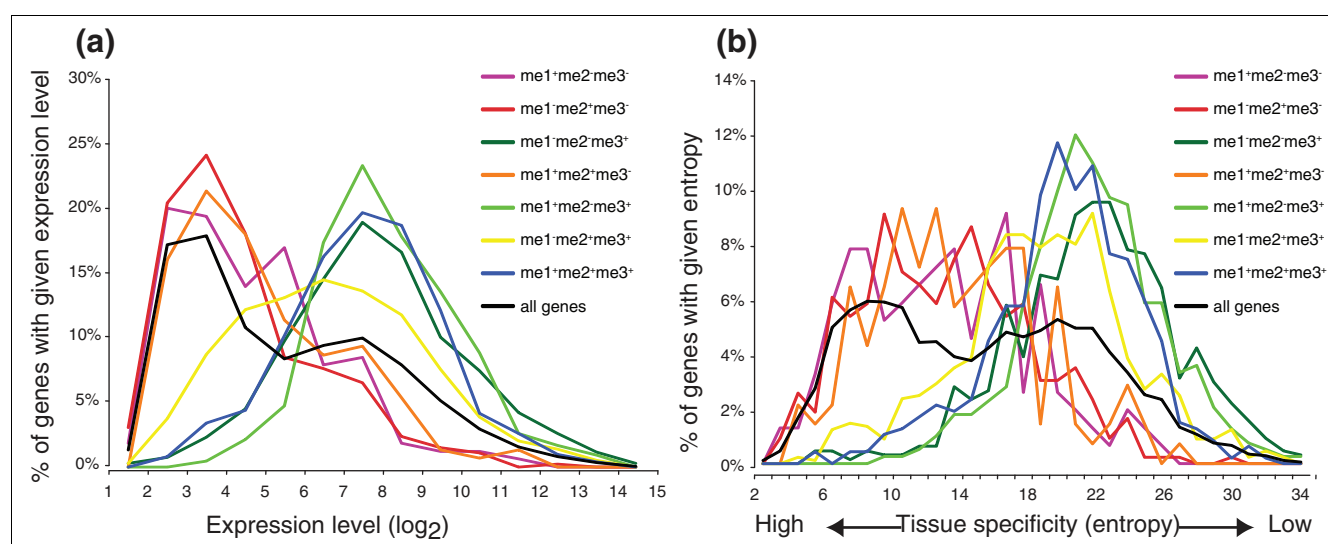 (a)
% of genes with given expression level
30%
25%
20%
15%
10%
5%
0%
1 2 3 4 5 6 7 8 9 10 11 12 13 14 15
Expression level (log2)
me1+me2-me3-
me1-me2+me3-
me1-me2-me3+
me1+me2+me3-
me1+me2-me3+
me1-me2+me3+
me1+me2+me3+
all genes
(b)
% of genes with given entropy
14%
12%
10%
8%
6%
4%
2%
0%
2 6 10 14 18 22 26 30 34
High Tissue specificity (entropy) Low
me1+me2-me3-
me1-me2+me3-
me1-me2-me3+
me1+me2+me3-
me1+me2-me3+
me1-me2+me3+
me1+me2+me3+
all genes